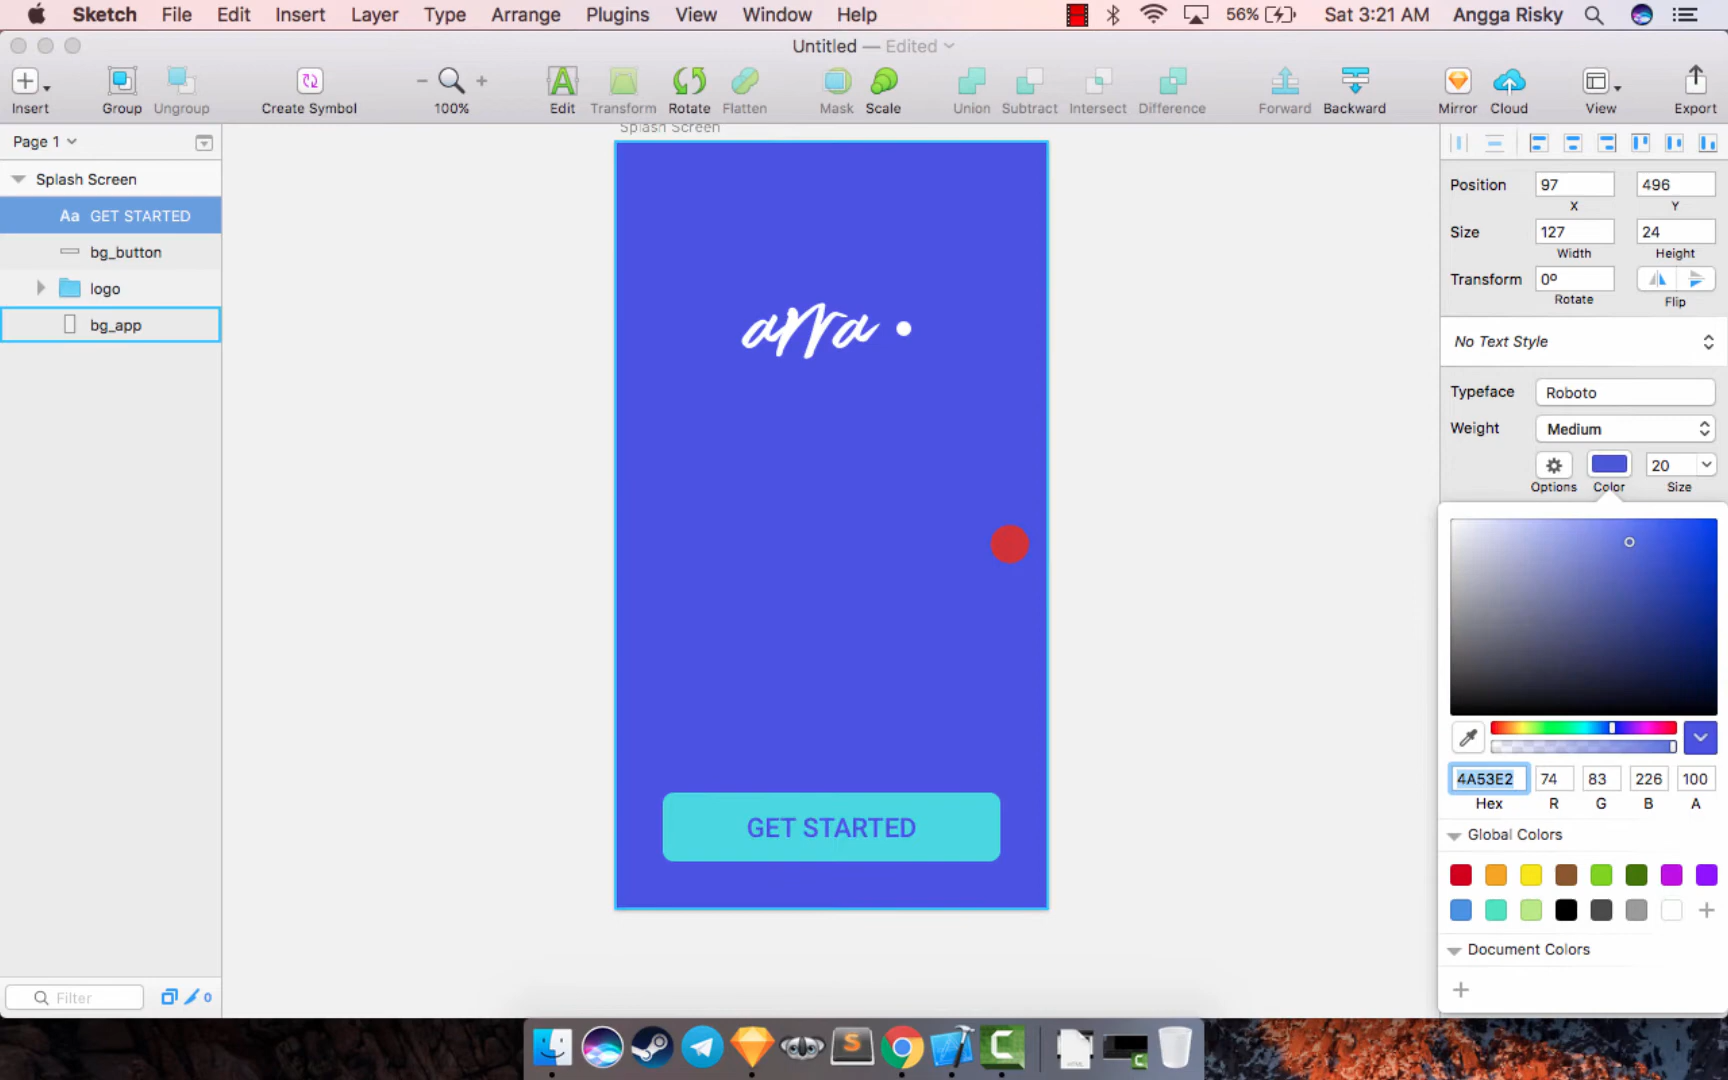 Sketch File Edit Insert Layer Type Arrange Plugins View Window Help 56% Sat 3:21 AM Angga Risky
Untitled — Edited
Insert Group Ungroup Create Symbol 100% Edit Transform Rotate Flatten Mask Scale Union Subtract Intersect Difference Forward Backward Mirror Cloud View Export
Page 1
Splash Screen
Aa GET STARTED
bg_button
logo
bg_app
Filter
0
Splash Screen
arra
GET STARTED
Position 97 496
X Y
Size 127 24
Width Height
Transform 0º
Rotate Flip
No Text Style
Typeface Roboto
Weight Medium
20
Options Color Size
4A53E2 74 83 226 100
Hex R G B A
Global Colors
Document Colors
S
C
HTML
C